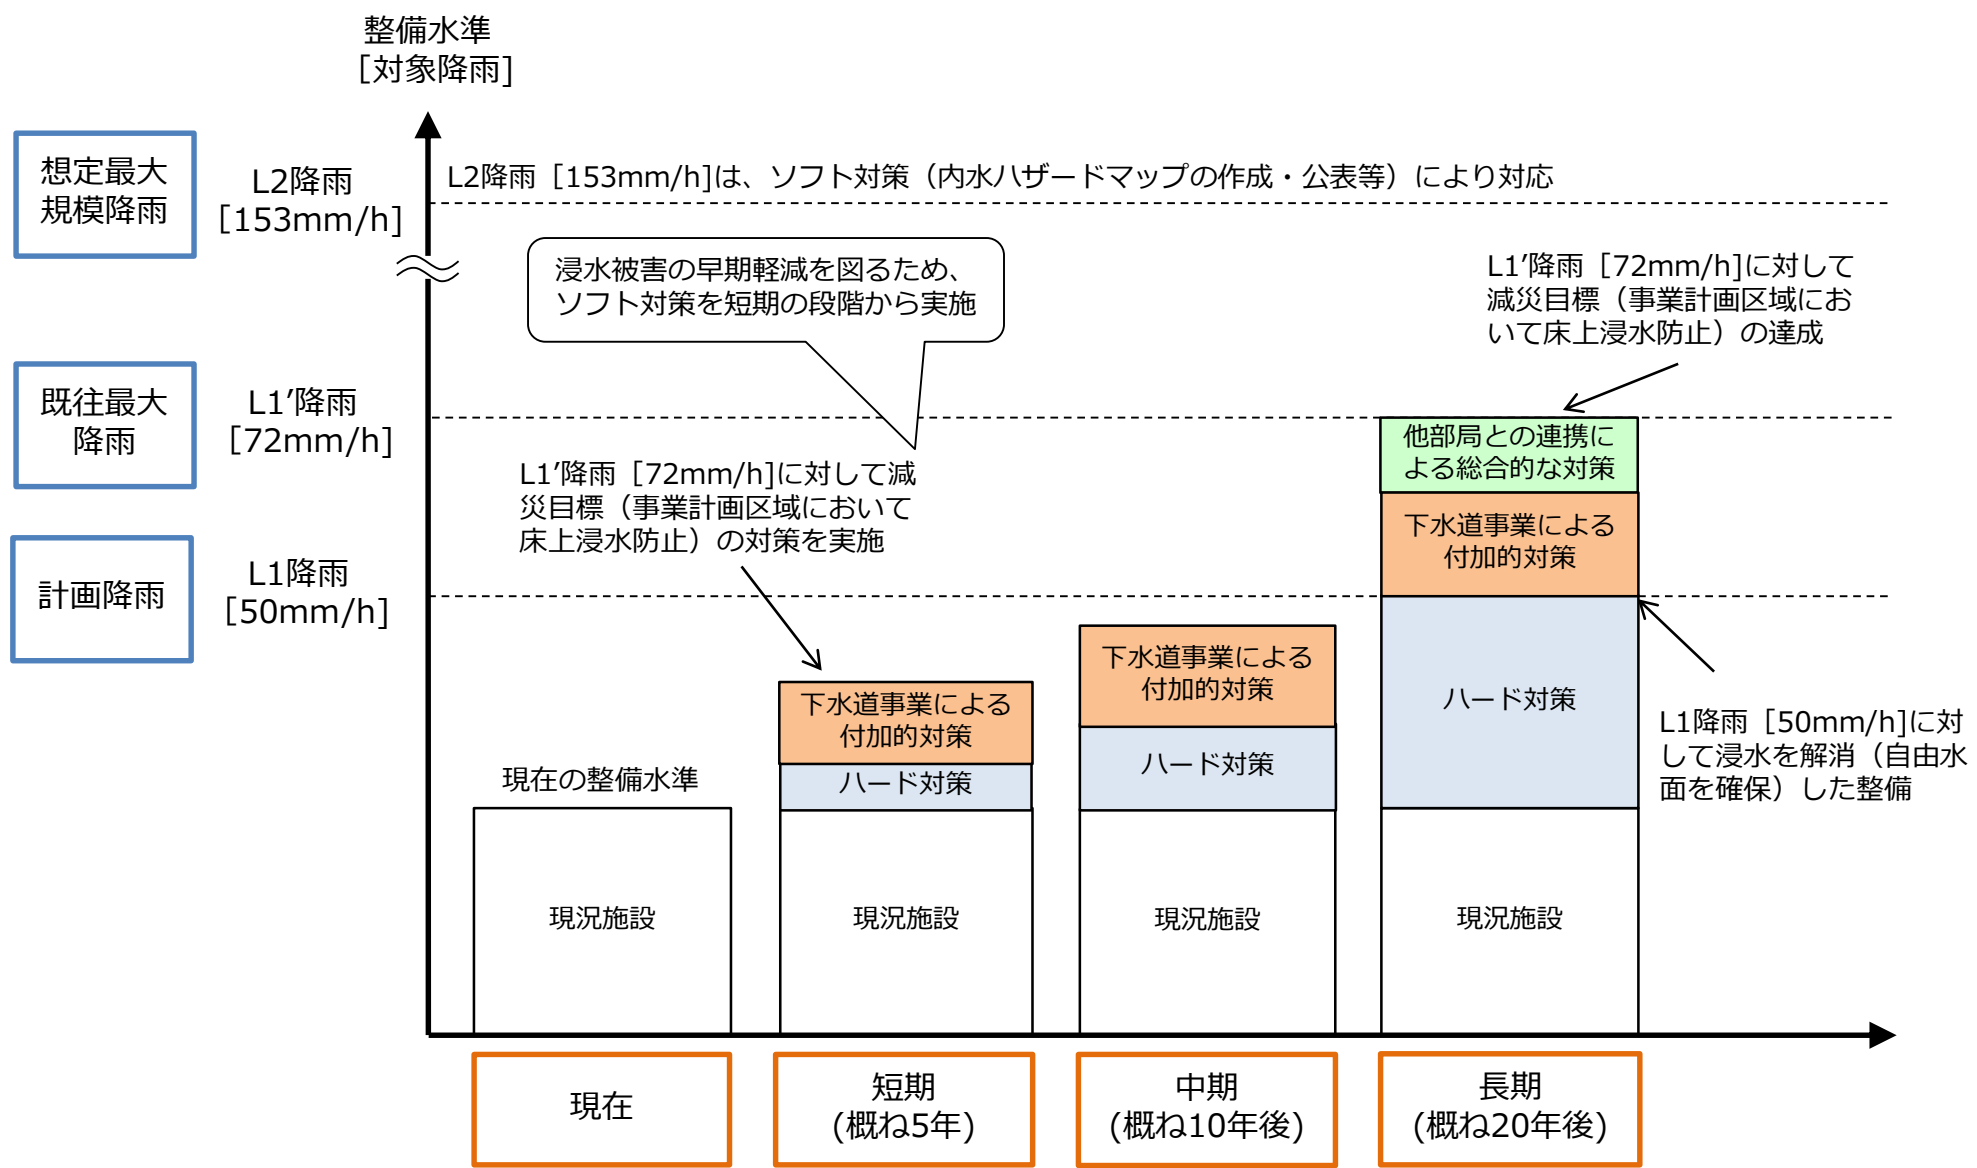 整備水準
［対象降雨］
想定最大
規模降雨
L2降雨
［153mm/h］
L2降雨［153mm/h］は、ソフト対策（内水ハザードマップの作成・公表等）により対応
浸水被害の早期軽減を図るため、
ソフト対策を短期の段階から実施
L1’降雨［72mm/h］に対して
減災目標（事業計画区域にお
いて床上浸水防止）の達成
既往最大
降雨
L1’降雨
［72mm/h］
他部局との連携に
よる総合的な対策
L1’降雨［72mm/h］に対して減
災目標（事業計画区域において
床上浸水防止）の対策を実施
下水道事業による
付加的対策
計画降雨
L1降雨
［50mm/h］
下水道事業による
付加的対策
下水道事業による
付加的対策
ハード対策
ハード対策
ハード対策
L1降雨［50mm/h］に対
して浸水を解消（自由水
面を確保）した整備
現在の整備水準
現況施設
現況施設
現況施設
現況施設
現在
短期
(概ね5年)
中期
(概ね10年後)
長期
(概ね20年後)